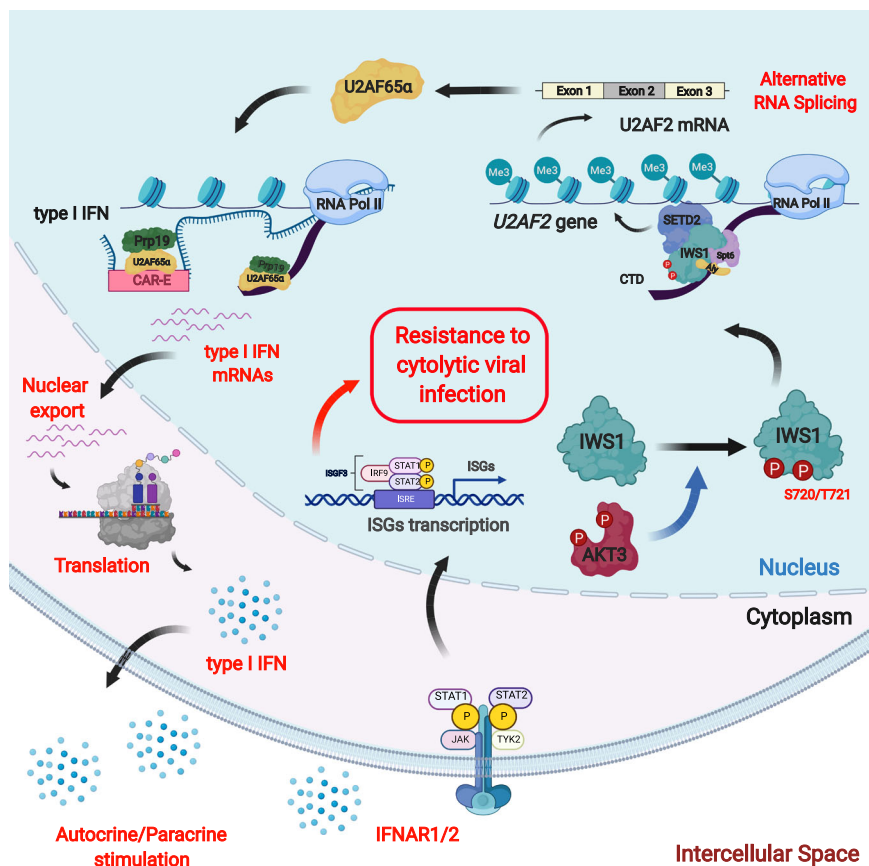 U2AF65α
Exon 1 Exon 2 Exon 3
Alternative
RNA Splicing
U2AF2 mRNA
Me3 Me3 Me3 Me3 Me3
type I IFN
RNA Pol II
Prp19
U2AF65α
CAR-E
Prp19
U2AF65α
U2AF2 gene
SETD2
RNA Pol II
IWS1
Spt6
P
P
CTD
type I IFN
mRNAs
Resistance to
cytolytic viral
infection
Nuclear
export
Translation
ISGF3
IRF9
STAT1 P
STAT2 P
ISRE
ISGs
ISGs transcription
IWS1
IWS1
P P
S720/T721
P
P
AKT3
Nucleus
Cytoplasm
type I IFN
STAT1 STAT2
P P
JAK TYK2
Autocrine/Paracrine
stimulation
IFNAR1/2
Intercellular Space